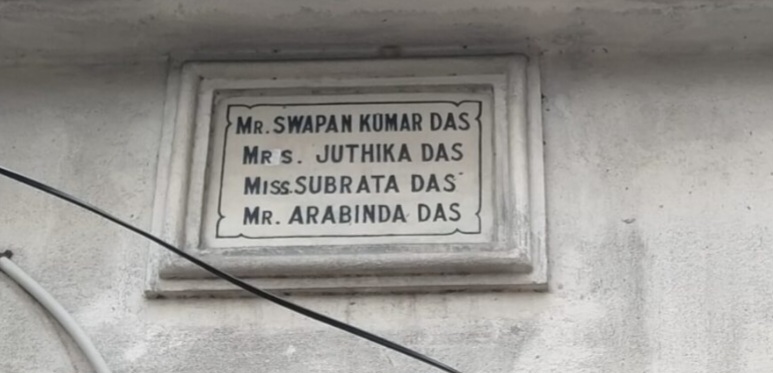 MR. SWAPAN KUMAR DAS
MRS. JUTHIKA DAS
MISS. SUBRATA DAS
MR. ARABINDA DAS